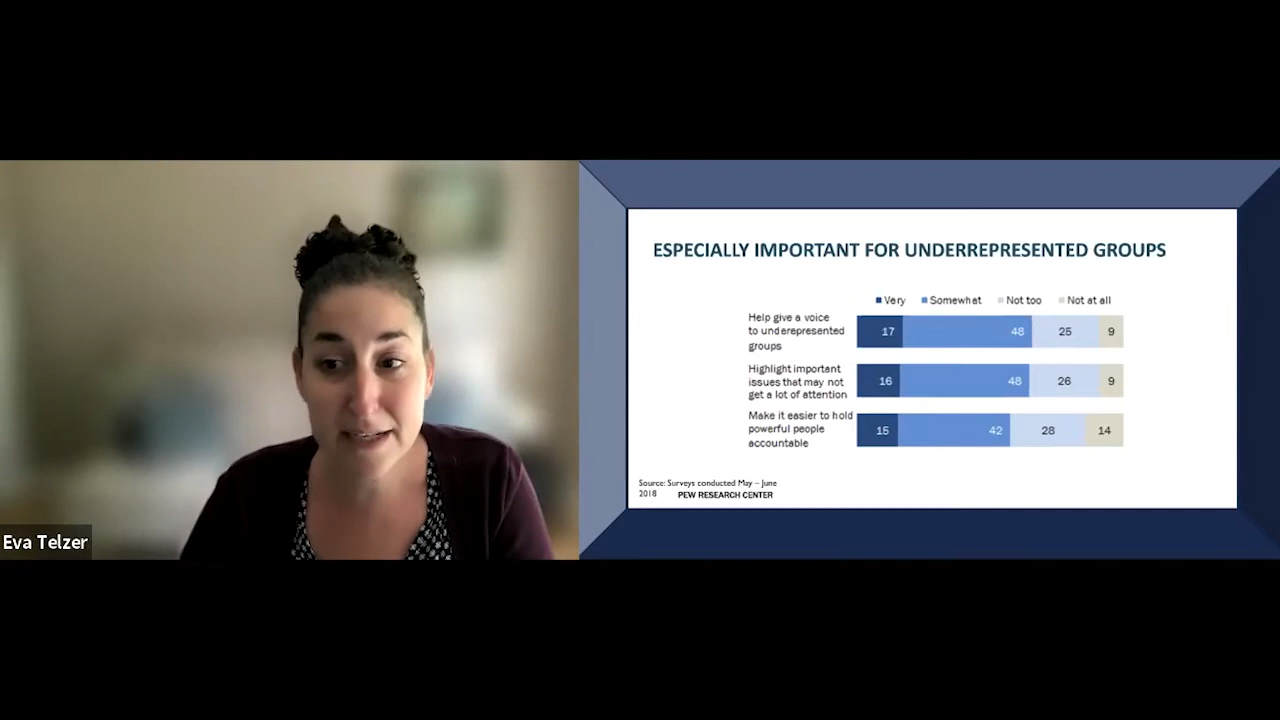 Eva Telzer
ESPECIALLY IMPORTANT FOR UNDERREPRESENTED GROUPS
Very Somewhat Not too Not at all
Help give a voice
to underepresented
groups
17 48 25 9
Highlight important
issues that may not
get a lot of attention
16 48 26 9
Make it easier to hold
powerful people
accountable
15 42 28 14
Source: Surveys conducted May – June
2018 PEW RESEARCH CENTER